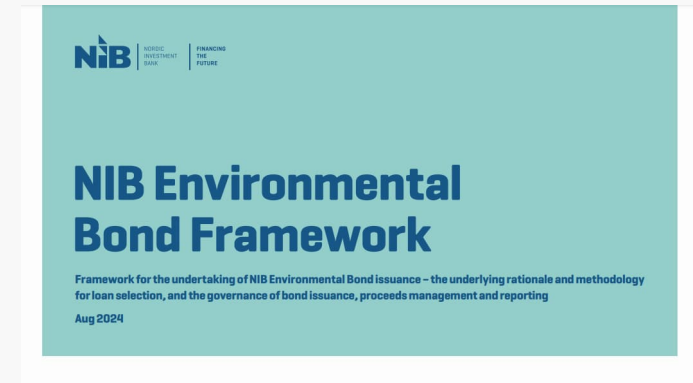 NIB
NORDIC
INVESTMENT
BANK
FINANCING
THE
FUTURE
NIB Environmental
Bond Framework
Framework for the undertaking of NIB Environmental Bond issuance – the underlying rationale and methodology
for loan selection, and the governance of bond issuance, proceeds management and reporting
Aug 2024